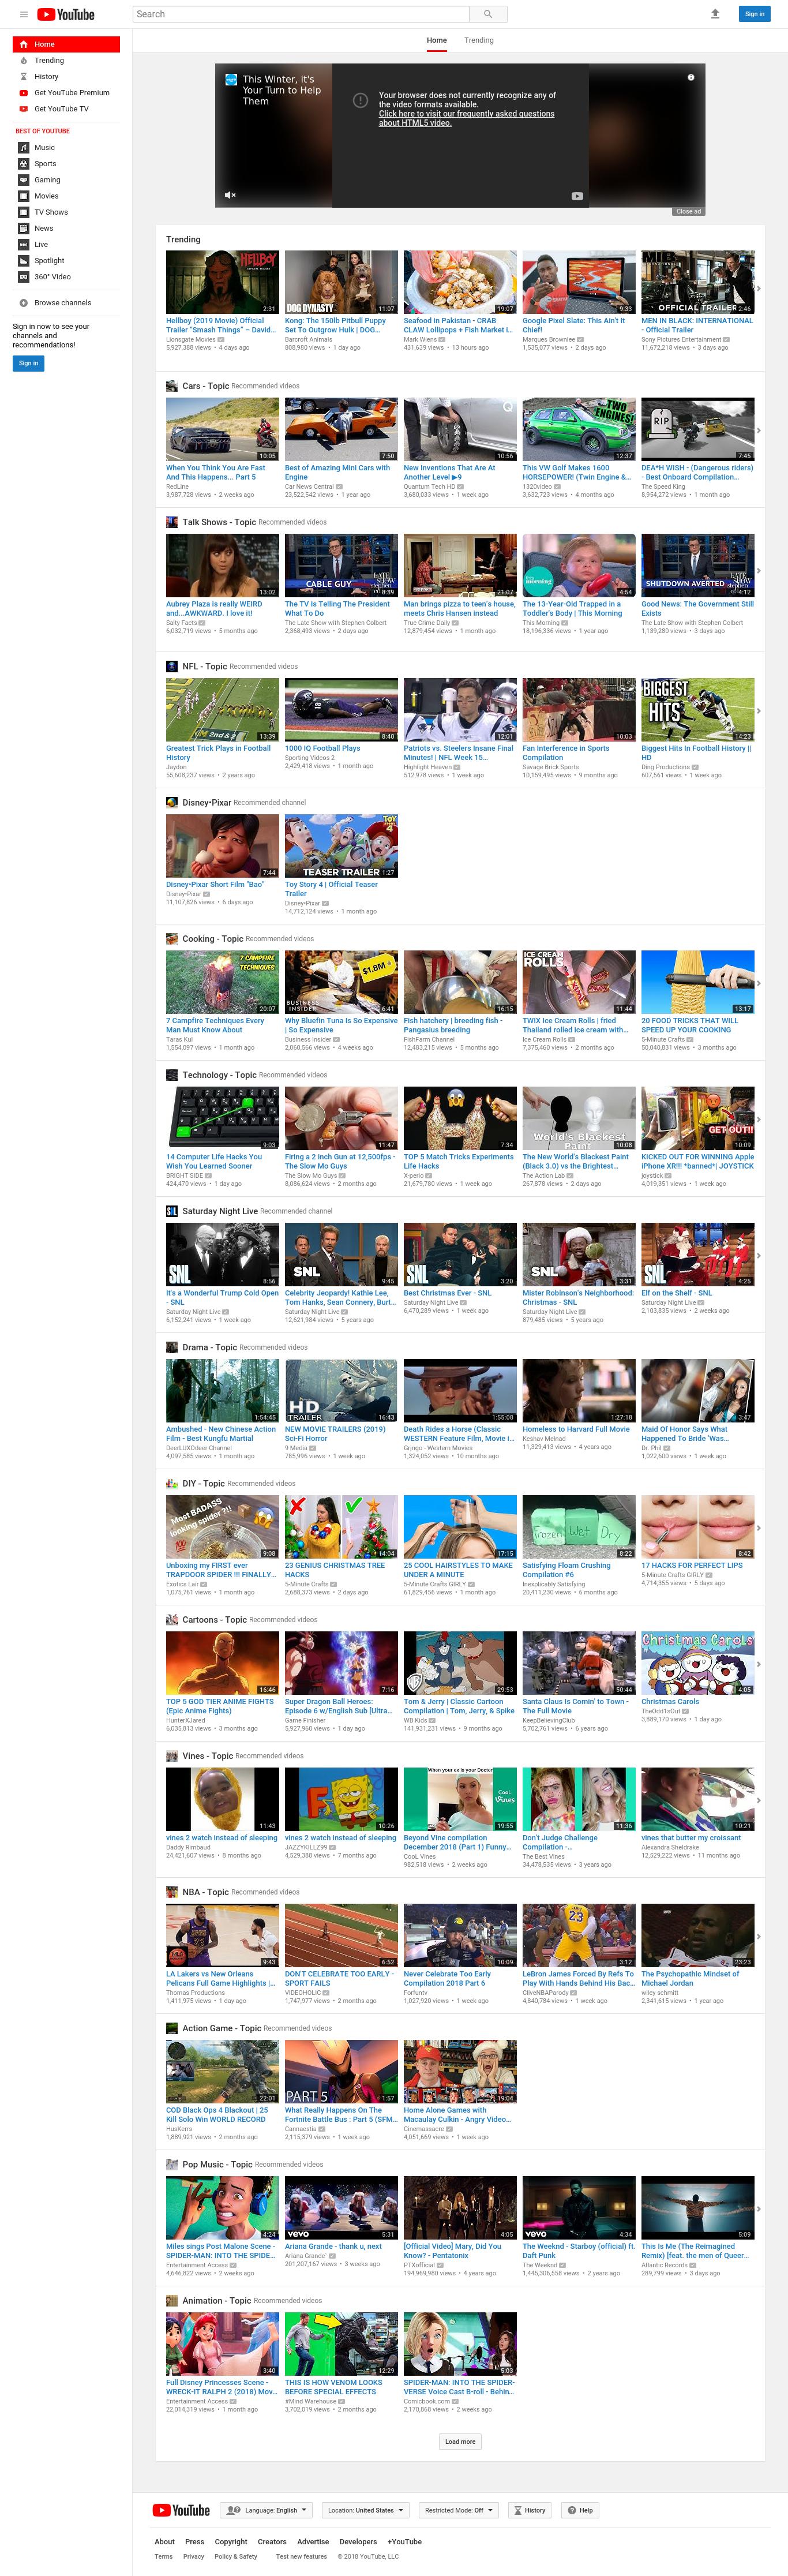 YouTube
Search
Sign in
Home
Trending
History
Get YouTube Premium
Get YouTube TV
BEST OF YOUTUBE
Music
Sports
Gaming
Movies
TV Shows
News
Live
Spotlight
360° Video
Browse channels
Sign in now to see your
channels and
recommendations!
Sign in
Home Trending
This Winter, it's
Your Turn to Help
Them
Your browser does not currently recognize any of
the video formats available.
Click here to visit our frequently asked questions
about HTML5 video.
Close ad
Trending
HELLBOY
2:31
Hellboy (2019 Movie) Official
Trailer "Smash Things" – David...
Lionsgate Movies
5,927,388 views • 4 days ago
DOG DYNASTY
11:07
Kong: The 150lb Pitbull Puppy
Set To Outgrow Hulk | DOG...
Barcroft Animals
808,980 views • 1 day ago
19:07
Seafood in Pakistan - CRAB
CLAW Lollipops + Fish Market i...
Mark Wiens
431,639 views • 13 hours ago
9:33
Google Pixel Slate: This Ain't It
Chief!
Marques Brownlee
1,535,077 views • 2 days ago
MIB
OFFICIAL TRAILER
2:46
MEN IN BLACK: INTERNATIONAL
- Official Trailer
Sony Pictures Entertainment
11,672,218 views • 3 days ago
Cars - Topic Recommended videos
10:05
When You Think You Are Fast
And This Happens... Part 5
RedLine
3,987,728 views • 2 weeks ago
7:50
Best of Amazing Mini Cars with
Engine
Car News Central
23,522,542 views • 1 year ago
10:56
New Inventions That Are At
Another Level ▶9
Quantum Tech HD
3,680,033 views • 1 week ago
TWO
ENGINES!
12:37
This VW Golf Makes 1600
HORSEPOWER! (Twin Engine &...
1320video
3,632,723 views • 4 months ago
RIP
7:45
DEA*H WISH - (Dangerous riders)
- Best Onboard Compilation...
The Speed King
8,954,272 views • 1 month ago
Talk Shows - Topic Recommended videos
13:02
Aubrey Plaza is really WEIRD
and...AWKWARD. I love it!
Salty Facts
6,032,719 views • 5 months ago
CABLE GUY
8:39
The TV Is Telling The President
What To Do
The Late Show with Stephen Colbert
2,368,493 views • 2 days ago
21:07
Man brings pizza to teen's house,
meets Chris Hansen instead
True Crime Daily
12,879,454 views • 1 month ago
morning
4:54
The 13-Year-Old Trapped in a
Toddler's Body | This Morning
This Morning
18,196,336 views • 1 year ago
SHUTDOWN AVERTED
4:12
Good News: The Government Still
Exists
The Late Show with Stephen Colbert
1,139,280 views • 3 days ago
NFL - Topic Recommended videos
2nd & 7
13:39
Greatest Trick Plays in Football
History
Jaydon
55,608,237 views • 2 years ago
8:40
1000 IQ Football Plays
Sporting Videos 2
2,429,418 views • 1 month ago
12:01
Patriots vs. Steelers Insane Final
Minutes! | NFL Week 15...
Highlight Heaven
512,978 views • 1 week ago
10:03
Fan Interference in Sports
Compilation
Savage Brick Sports
10,159,495 views • 9 months ago
BIGGEST
HITS
14:23
Biggest Hits In Football History ||
HD
Ding Productions
607,561 views • 1 week ago
Disney•Pixar Recommended channel
7:44
Disney•Pixar Short Film "Bao"
Disney•Pixar
11,107,826 views • 6 days ago
TOY STORY 4
TEASER TRAILER
1:27
Toy Story 4 | Official Teaser
Trailer
Disney•Pixar
14,712,124 views • 1 month ago
Cooking - Topic Recommended videos
7 CAMPFIRE
TECHNIQUES
20:07
7 Campfire Techniques Every
Man Must Know About
Taras Kul
1,554,097 views • 1 month ago
$1.8M
BUSINESS
INSIDER
6:41
Why Bluefin Tuna Is So Expensive
| So Expensive
Business Insider
2,060,566 views • 4 weeks ago
16:15
Fish hatchery | breeding fish -
Pangasius breeding
FishFarm Channel
12,483,215 views • 5 months ago
ICE CREAM
ROLLS.
11:44
TWIX Ice Cream Rolls | fried
Thailand rolled ice cream with...
Ice Cream Rolls
7,375,460 views • 2 months ago
13:17
20 FOOD TRICKS THAT WILL
SPEED UP YOUR COOKING
5-Minute Crafts
50,040,831 views • 3 months ago
Technology - Topic Recommended videos
9:03
14 Computer Life Hacks You
Wish You Learned Sooner
BRIGHT SIDE
424,470 views • 1 day ago
11:47
Firing a 2 inch Gun at 12,500fps -
The Slow Mo Guys
The Slow Mo Guys
8,086,624 views • 2 months ago
7:34
TOP 5 Match Tricks Experiments
Life Hacks
X-perio
21,679,780 views • 1 week ago
World's Blackest
Paint
10:08
The New World's Blackest Paint
(Black 3.0) vs the Brightest...
The Action Lab
267,878 views • 2 days ago
GET OUT!!
10:09
KICKED OUT FOR WINNING Apple
iPhone XR!!! *banned*| JOYSTICK
joystick
4,019,351 views • 1 week ago
Saturday Night Live Recommended channel
SNL
8:56
It's a Wonderful Trump Cold Open
- SNL
Saturday Night Live
6,152,241 views • 1 week ago
SNL
9:45
Celebrity Jeopardy! Kathie Lee,
Tom Hanks, Sean Connery, Burt...
Saturday Night Live
12,621,984 views • 5 years ago
SNL
3:20
Best Christmas Ever - SNL
Saturday Night Live
6,470,289 views • 1 week ago
SNL
3:31
Mister Robinson's Neighborhood:
Christmas - SNL
Saturday Night Live
879,485 views • 5 years ago
SNL
4:25
Elf on the Shelf - SNL
Saturday Night Live
2,103,835 views • 2 weeks ago
Drama - Topic Recommended videos
1:54:45
Ambushed - New Chinese Action
Film - Best Kungfu Martial
DeerLUXOdeer Channel
4,097,585 views • 1 month ago
HD
TRAILER
16:43
NEW MOVIE TRAILERS (2019)
Sci-Fi Horror
9 Media
785,996 views • 1 week ago
1:55:08
Death Rides a Horse (Classic
WESTERN Feature Film, Movie i...
Grjngo - Western Movies
1,324,052 views • 10 months ago
1:27:18
Homeless to Harvard Full Movie
Keshav Melnad
11,329,413 views • 4 years ago
3:47
Maid Of Honor Says What
Happened To Bride 'Was...
Dr. Phil
1,022,600 views • 1 week ago
DIY - Topic Recommended videos
Most BADASS
looking spider?!!
9:08
Unboxing my FIRST ever
TRAPDOOR SPIDER !!! FINALLY...
Exotics Lair
1,075,761 views • 1 month ago
14:04
23 GENIUS CHRISTMAS TREE
HACKS
5-Minute Crafts
2,688,373 views • 2 days ago
17:15
25 COOL HAIRSTYLES TO MAKE
UNDER A MINUTE
5-Minute Crafts GIRLY
61,829,456 views • 1 month ago
Frozen Wet Dry
8:22
Satisfying Floam Crushing
Compilation #6
Inexplicably Satisfying
20,411,230 views • 6 months ago
8:42
17 HACKS FOR PERFECT LIPS
5-Minute Crafts GIRLY
4,714,355 views • 5 days ago
Cartoons - Topic Recommended videos
16:46
TOP 5 GOD TIER ANIME FIGHTS
(Epic Anime Fights)
HunterXJared
6,035,813 views • 3 months ago
7:16
Super Dragon Ball Heroes:
Episode 6 w/English Sub [Ultra...
Game Finisher
5,927,960 views • 1 day ago
29:53
Tom & Jerry | Classic Cartoon
Compilation | Tom, Jerry, & Spike
WB Kids
141,931,231 views • 9 months ago
50:44
Santa Claus Is Comin' to Town -
The Full Movie
KeepBelievingClub
5,702,761 views • 6 years ago
Christmas Carols
4:05
Christmas Carols
TheOdd1sOut
3,889,170 views • 1 day ago
Vines - Topic Recommended videos
11:43
vines 2 watch instead of sleeping
Daddy Rimbaud
24,421,607 views • 8 months ago
10:26
vines 2 watch instead of sleeping
JAZZYKILLZ99
4,529,388 views • 7 months ago
When your ex is your Doctor
CooL
Vines
19:55
Beyond Vine compilation
December 2018 (Part 1) Funny...
CooL Vines
982,518 views • 2 weeks ago
11:36
Don't Judge Challenge
Compilation -...
The Best Vines
34,478,535 views • 3 years ago
10:21
vines that butter my croissant
Alexandra Sheldrake
12,529,222 views • 11 months ago
NBA - Topic Recommended videos
9:43
LA Lakers vs New Orleans
Pelicans Full Game Highlights |...
Thomas Productions
1,411,975 views • 1 day ago
6:52
DON'T CELEBRATE TOO EARLY -
SPORT FAILS
VIDEOHOLIC
1,747,977 views • 2 months ago
10:09
Never Celebrate Too Early
Compilation 2018 Part 6
Forfuntv
1,027,920 views • 1 week ago
23
3:12
LeBron James Forced By Refs To
Play With Hands Behind His Bac...
CliveNBAParody
4,840,784 views • 1 week ago
23:23
The Psychopathic Mindset of
Michael Jordan
wiley schmitt
2,341,615 views • 1 year ago
Action Game - Topic Recommended videos
22:01
COD Black Ops 4 Blackout | 25
Kill Solo Win WORLD RECORD
HusKerrs
1,889,921 views • 2 months ago
PART 5
1:57
What Really Happens On The
Fortnite Battle Bus : Part 5 (SFM...
Cannaestia
2,115,379 views • 1 week ago
19:04
Home Alone Games with
Macaulay Culkin - Angry Video...
Cinemassacre
4,051,669 views • 1 week ago
Pop Music - Topic Recommended videos
4:24
Miles sings Post Malone Scene -
SPIDER-MAN: INTO THE SPIDE...
Entertainment Access
4,646,822 views • 2 weeks ago
vevo
5:31
Ariana Grande - thank u, next
Ariana Grande
201,207,167 views • 3 weeks ago
4:05
[Official Video] Mary, Did You
Know? - Pentatonix
PTXofficial
194,969,980 views • 4 years ago
vevo
4:34
The Weeknd - Starboy (official) ft.
Daft Punk
The Weeknd
1,445,306,558 views • 2 years ago
5:09
This Is Me (The Reimagined
Remix) [feat. the men of Queer...
Atlantic Records
289,799 views • 3 days ago
Animation - Topic Recommended videos
3:40
Full Disney Princesses Scene -
WRECK-IT RALPH 2 (2018) Mov...
Entertainment Access
22,014,319 views • 1 month ago
12:29
THIS IS HOW VENOM LOOKS
BEFORE SPECIAL EFFECTS
#Mind Warehouse
3,702,019 views • 2 months ago
5:03
SPIDER-MAN: INTO THE SPIDER-
VERSE Voice Cast B-roll - Behin...
Comicbook.com
2,170,868 views • 2 weeks ago
Load more
YouTube Language: English Location: United States Restricted Mode: Off History Help
About Press Copyright Creators Advertise Developers +YouTube
Terms Privacy Policy & Safety Test new features © 2018 YouTube, LLC